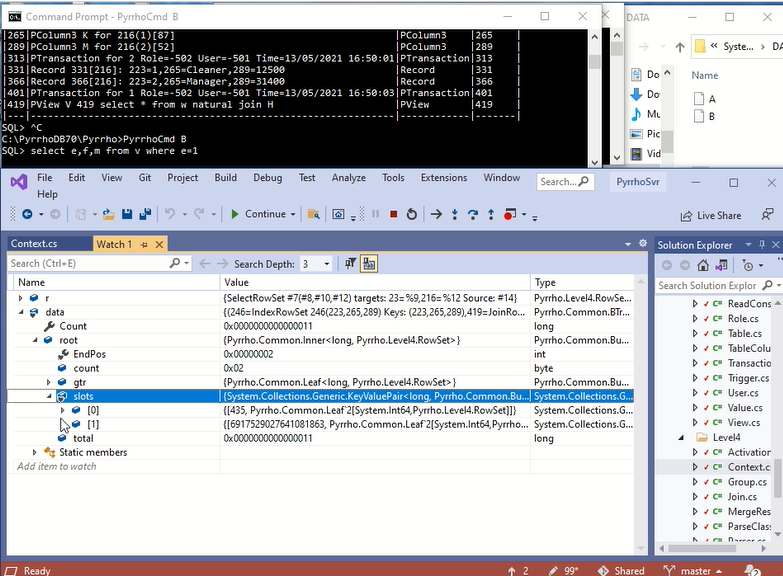 Command Prompt - PyrrhoCmd B
|265|PColumn3 K for 216(1)[87] |PColumn3 |265 |
|289|PColumn3 M for 216(2)[52] |PColumn3 |289 |
|313|PTransaction for 2 Role=-502 User=-501 Time=13/05/2021 16:50:01|PTransaction|313 |
|331|Record 331[216]: 223=1,265=Cleaner,289=12500 |Record |331 |
|366|Record 366[216]: 223=2,265=Manager,289=31400 |Record |366 |
|401|PTransaction for 1 Role=-502 User=-501 Time=13/05/2021 16:50:03|PTransaction|401 |
|419|PView V 419 select * from w natural join H |PView |419 |
SQL> ^C
C:\PyrrhoDB70\Pyrrho>PyrrhoCmd B
SQL> select e,f,m from v where e=1
DATA
« Syste... > DA
Do
Do
Mu
Pic
Vid
Name
A
B
File Edit View Git Project Build Debug Test Analyze Tools Extensions Window
Help
Search...
PyrrhoSvr
Continue
Live Share
Context.cs Watch 1
Search (Ctrl+E) Search Depth: 3
Name Value Type
r {SelectRowSet #7(#8,#10,#12) targets: 23=%9,216=%12 Source: #14} Pyrrho.Level4.RowSe...
data {(246=IndexRowSet 246(223,265,289) Keys: (223,265,289),419=JoinRo... Pyrrho.Common.BTr...
Count 0x0000000000000011 long
root {Pyrrho.Common.Inner<long, Pyrrho.Level4.RowSet>} Pyrrho.Common.Bu...
EndPos 0x00000002 int
count 0x02 byte
gtr {Pyrrho.Common.Leaf<long, Pyrrho.Level4.RowSet>} Pyrrho.Common.Bu...
slots {System.Collections.Generic.KeyValuePair<long, Pyrrho.Common.Bu... System.Collections.G...
[0] {[435, Pyrrho.Common.Leaf`2[System.Int64,Pyrrho.Level4.RowSet]]} System.Collections.G...
[1] {[6917529027641081863, Pyrrho.Common.Leaf`2[System.Int64,Pyrrho... System.Collections.G...
total 0x0000000000000011 long
Static members
Add item to watch
Solution Explorer
Search Solution Explorer
ReadCons
Role.cs
Table.cs
TableColu
Transactio
Trigger.cs
User.cs
Value.cs
View.cs
Level4
Activation
Context.c
Group.cs
Join.cs
MergeRes
ParseClass
Parser.cs
Ready
2
99*
Shared
master
2